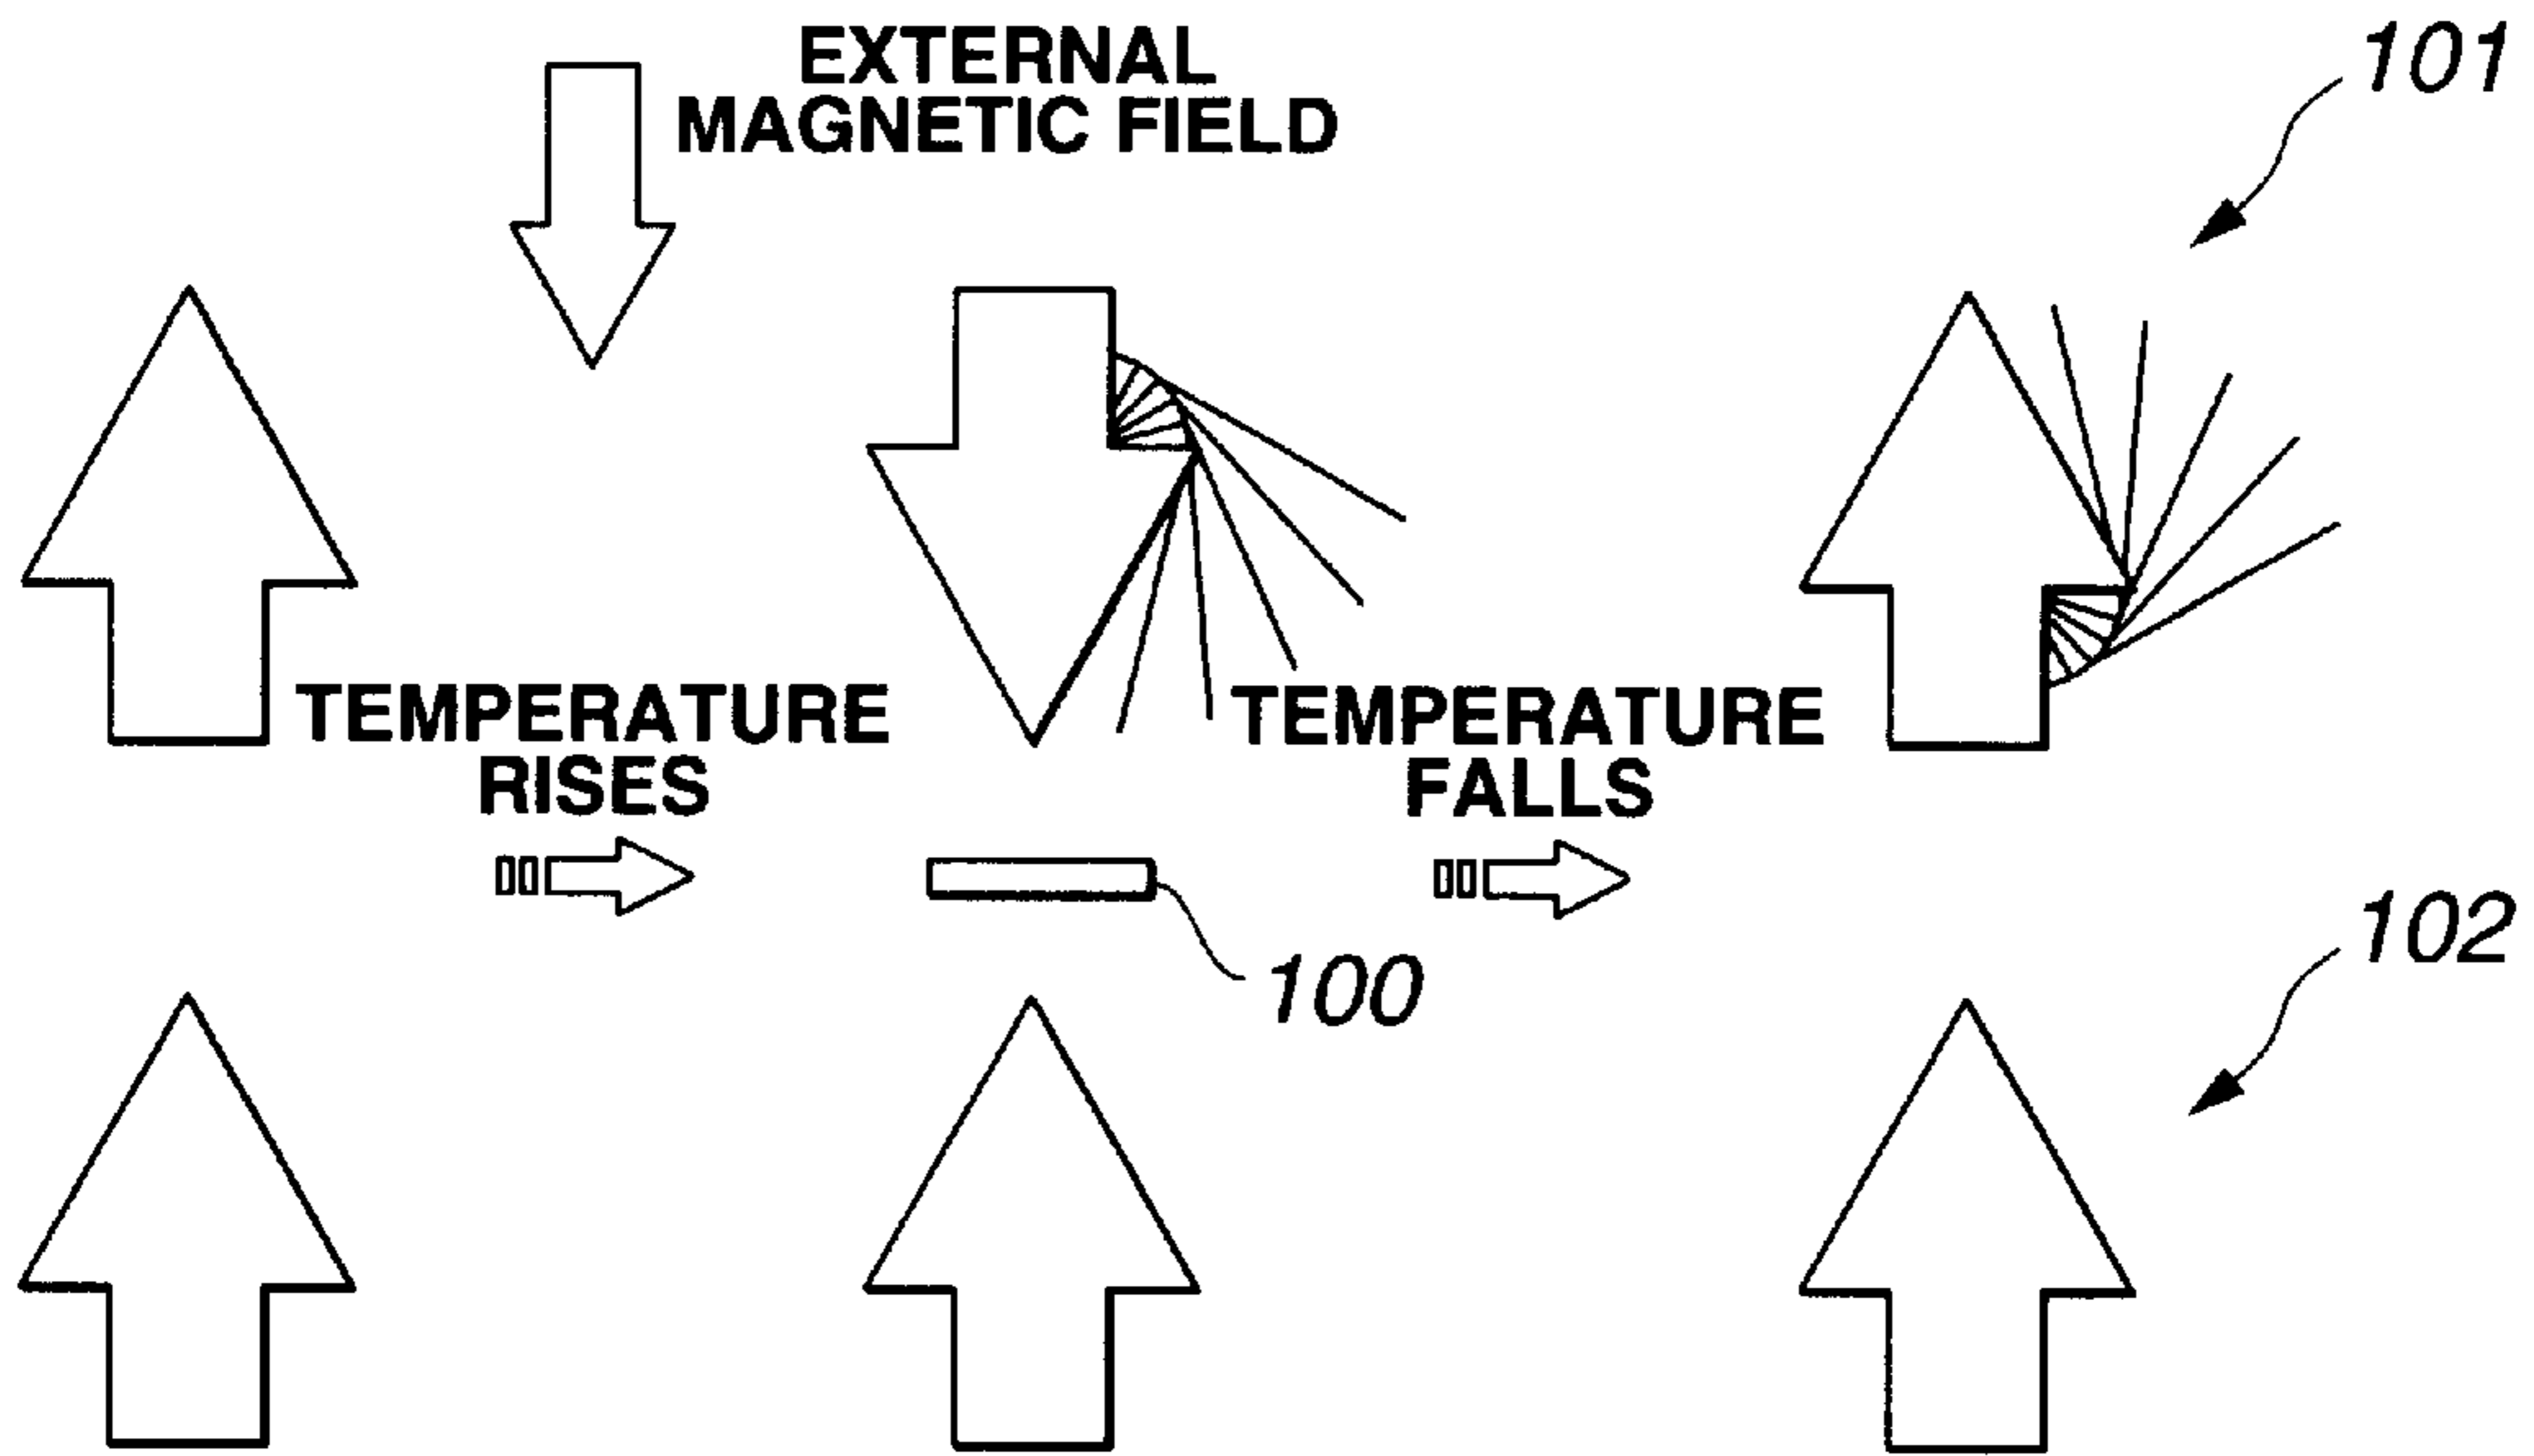 EXTERNAL
MAGNETIC FIELD
101
TEMPERATURE
RISES
TEMPERATURE
FALLS
100
102